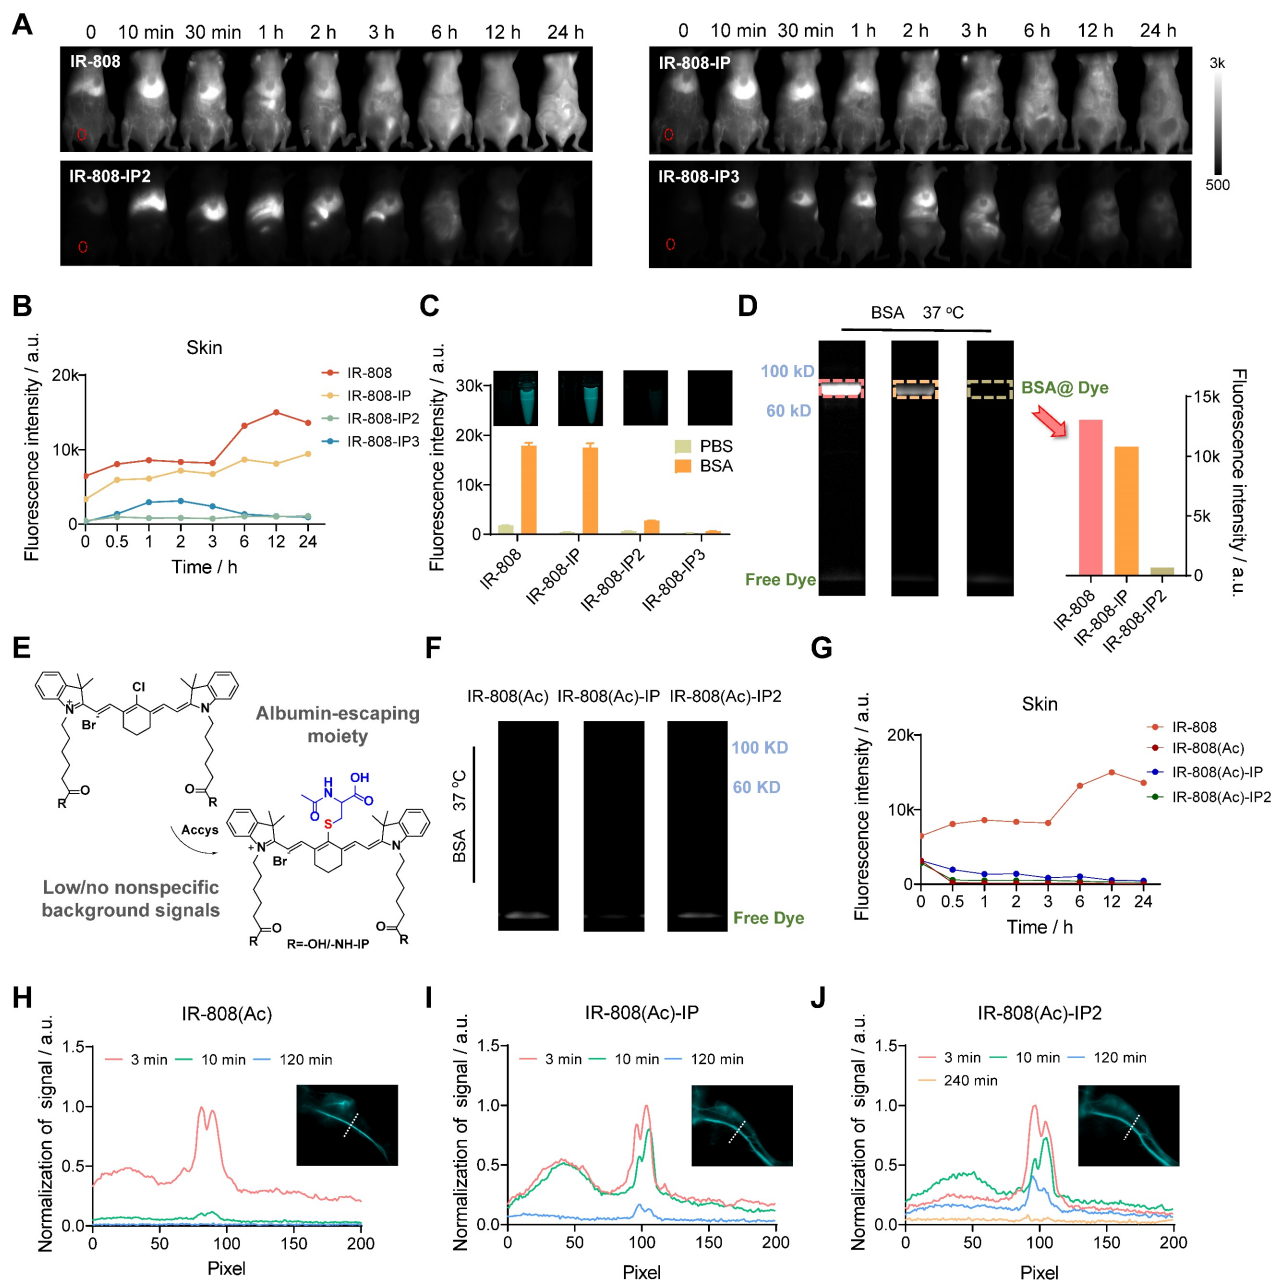 A
0 10 min 30 min 1 h 2 h 3 h 6 h 12 h 24 h
IR-808
IR-808-IP2
0 10 min 30 min 1 h 2 h 3 h 6 h 12 h 24 h
IR-808-IP
IR-808-IP3
3k
500
B
Skin
Fluorescence intensity / a.u.
20k
10k
0
0 0.5 1 2 3 6 12 24
Time / h
IR-808
IR-808-IP
IR-808-IP2
IR-808-IP3
C
Fluorescence intensity / a.u.
30k
20k
10k
0
PBS
BSA
IR-808
IR-808-IP
IR-808-IP2
IR-808-IP3
D
BSA 37 °C
100 kD
60 kD
Free Dye
BSA@ Dye
15k
10k
5k
0
Fluorescence intensity / a.u.
IR-808
IR-808-IP
IR-808-IP2
E
Cl
N
+
Br-
N
O
R
O
R
Albumin-escaping
moiety
Accys
H
N
OH
O
O
S
N
+
Br-
N
O
R
O
R
Low/no nonspecific
background signals
R=-OH/-NH-IP
F
IR-808(Ac) IR-808(Ac)-IP IR-808(Ac)-IP2
BSA 37 °C
100 KD
60 KD
Free Dye
G
Skin
Fluorescence intensity / a.u.
20k
10k
0
0 0.5 1 2 3 6 12 24
Time / h
IR-808
IR-808(Ac)
IR-808(Ac)-IP
IR-808(Ac)-IP2
H
IR-808(Ac)
Normalization of signal / a.u.
1.5
1.0
0.5
0.0
3 min 10 min 120 min
0 50 100 150 200
Pixel
I
IR-808(Ac)-IP
Normalization of signal / a.u.
1.5
1.0
0.5
0.0
3 min 10 min 120 min
0 50 100 150 200
Pixel
J
IR-808(Ac)-IP2
Normalization of signal / a.u.
1.5
1.0
0.5
0.0
3 min 10 min 120 min
240 min
0 50 100 150 200
Pixel